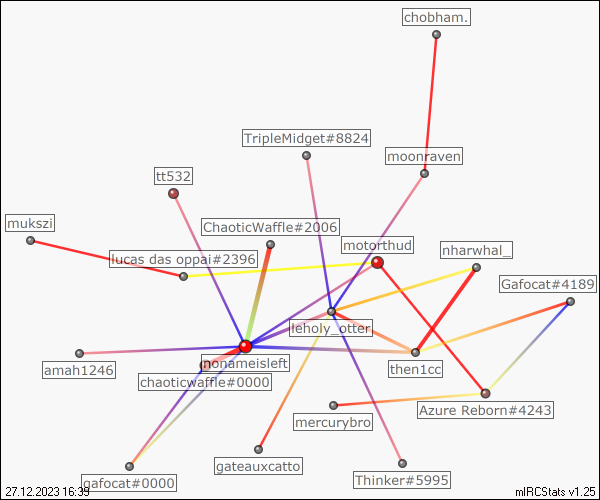 chobham.
TripleMidget#8824
moonraven
tt532
mukszi
ChaoticWaffle#2006
motorthud
nharwhal_
lucas das oppai#2396
Gafocat#4189
leholy_otter
nonameisleft
amah1246
then1cc
chaoticwaffle#0000
Azure Reborn#4243
mercurybro
gateauxcatto
Thinker#5995
gafocat#0000
27.12.2023 16:39
mIRCStats v1.25